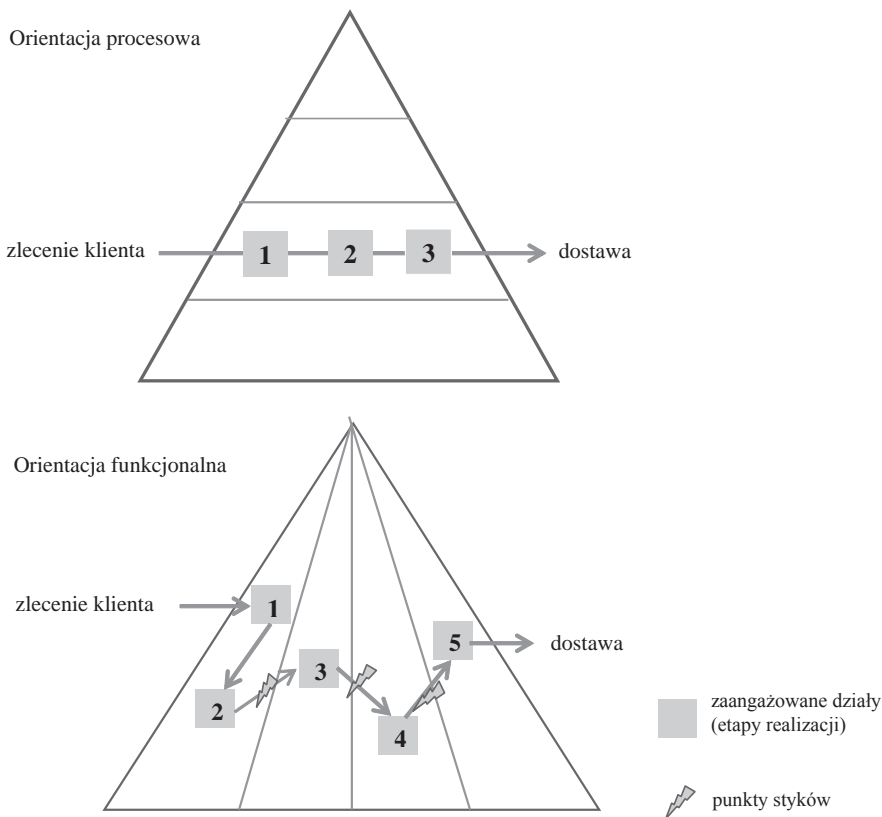 Orientacja procesowa
zlecenie klienta
1
2
3
dostawa
Orientacja funkcjonalna
zlecenie klienta
1
2
3
4
5
dostawa
zaangażowane działy
(etapy realizacji)
punkty styków